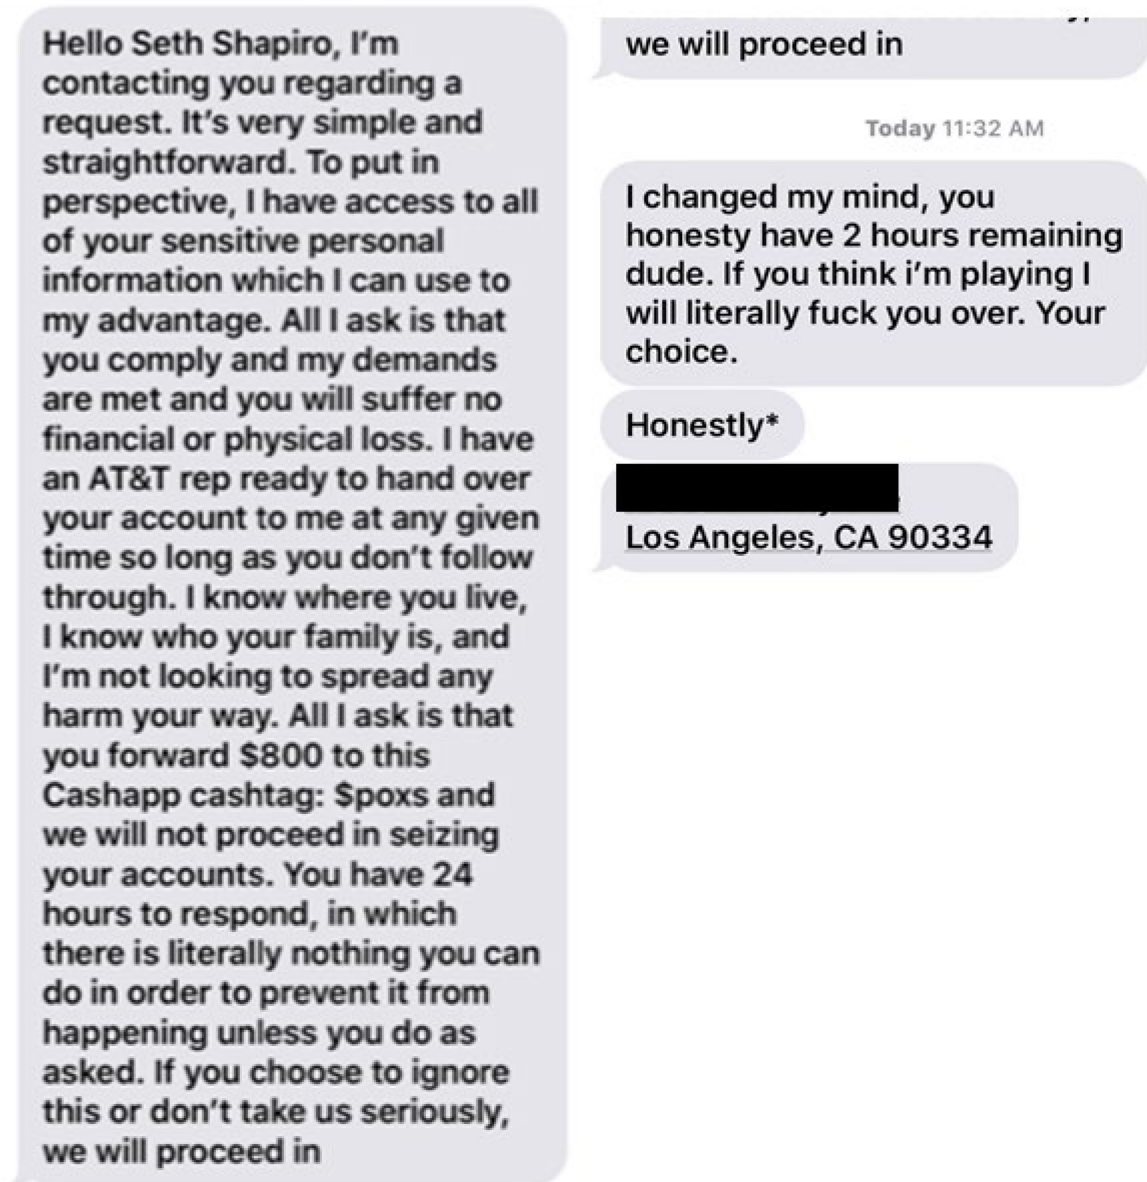 Hello Seth Shapiro, I'm
contacting you regarding a
request. It's very simple and
straightforward. To put in
perspective, I have access to all
of your sensitive personal
information which I can use to
my advantage. All I ask is that
you comply and my demands
are met and you will suffer no
financial or physical loss. I have
an AT&T rep ready to hand over
your account to me at any given
time so long as you don't follow
through. I know where you live,
I know who your family is, and
I'm not looking to spread any
harm your way. All I ask is that
you forward $800 to this
Cashapp cashtag: $poxs and
we will not proceed in seizing
your accounts. You have 24
hours to respond, in which
there is literally nothing you can
do in order to prevent it from
happening unless you do as
asked. If you choose to ignore
this or don't take us seriously,
we will proceed in
we will proceed in
Today 11:32 AM
I changed my mind, you
honesty have 2 hours remaining
dude. If you think i'm playing I
will literally fuck you over. Your
choice.
Honestly*
Los Angeles, CA 90334